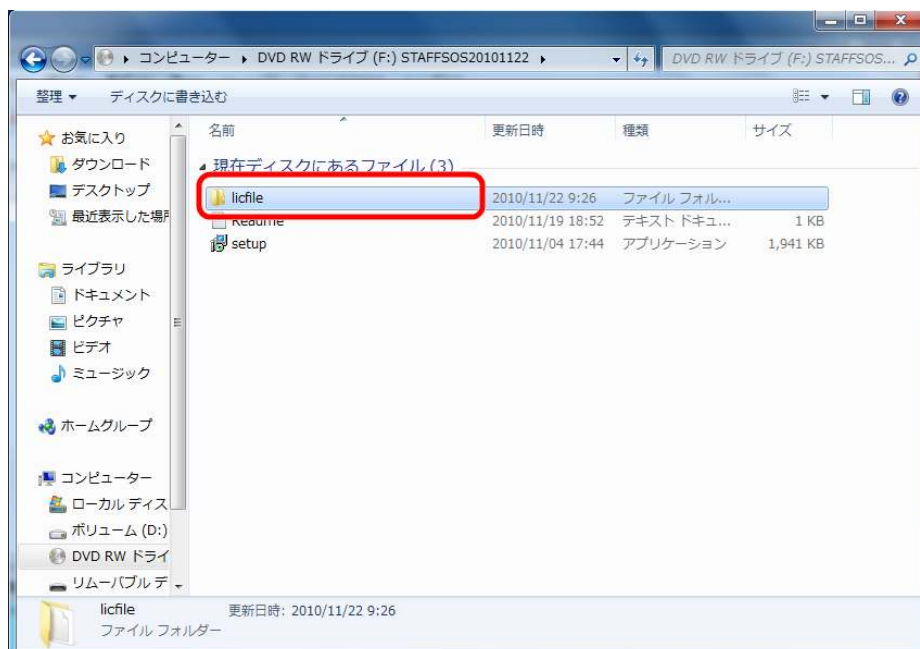 コンピューター ▸ DVD RW ドライブ (F:) STAFFSOS20101122 ▸
DVD RW ドライブ (F:) STAFFSOS...
整理 ディスクに書き込む
名前 更新日時 種類 サイズ
現在ディスクにあるファイル (3)
licfile 2010/11/22 9:26 ファイル フォル...
Readme 2010/11/19 18:52 テキスト ドキュ... 1 KB
setup 2010/11/04 17:44 アプリケーション 1,941 KB
お気に入り
ダウンロード
デスクトップ
最近表示した場所
ライブラリ
ドキュメント
ピクチャ
ビデオ
ミュージック
ホームグループ
コンピューター
ローカル ディス
ボリューム (D:)
DVD RW ドライ
リムーバブル デ
licfile 更新日時: 2010/11/22 9:26
ファイル フォルダー